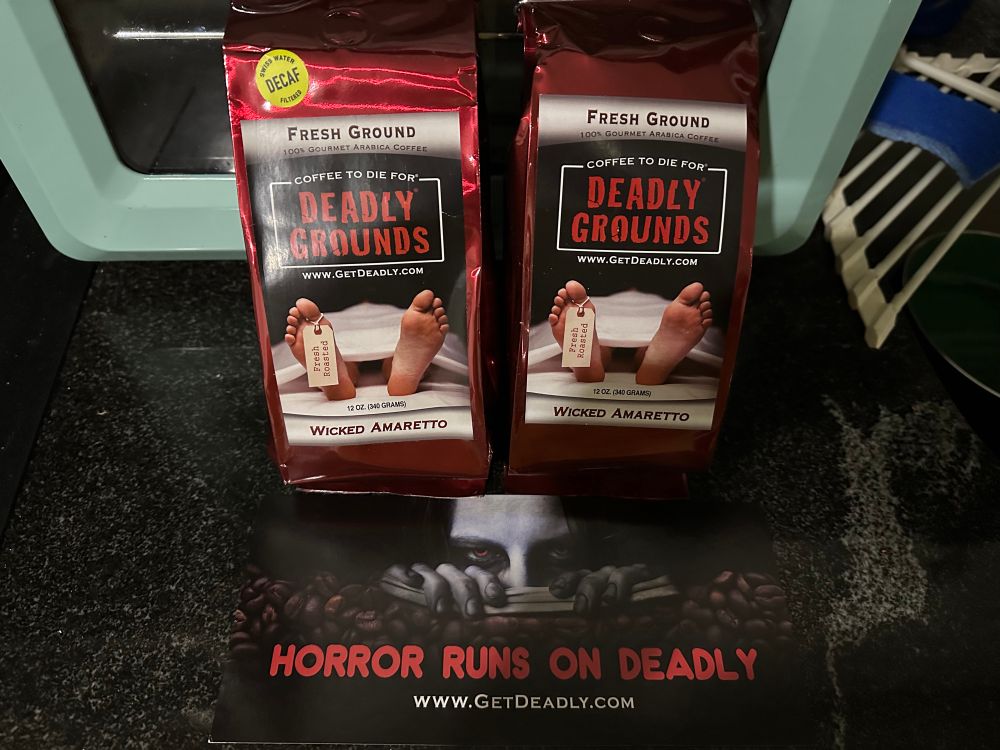 SWISS WATER
DECAF
FILTERED
FRESH GROUND
100% GOURMET ARABICA COFFEE
COFFEE TO DIE FOR®
DEADLY®
GROUNDS
WWW.GETDEADLY.COM
Fresh
Roasted
12 OZ. (340 GRAMS)
WICKED AMARETTO
FRESH GROUND
100% GOURMET ARABICA COFFEE
COFFEE TO DIE FOR®
DEADLY®
GROUNDS
WWW.GETDEADLY.COM
Fresh
Roasted
12 OZ. (340 GRAMS)
WICKED AMARETTO
HORROR RUNS ON DEADLY
WWW.GETDEADLY.COM